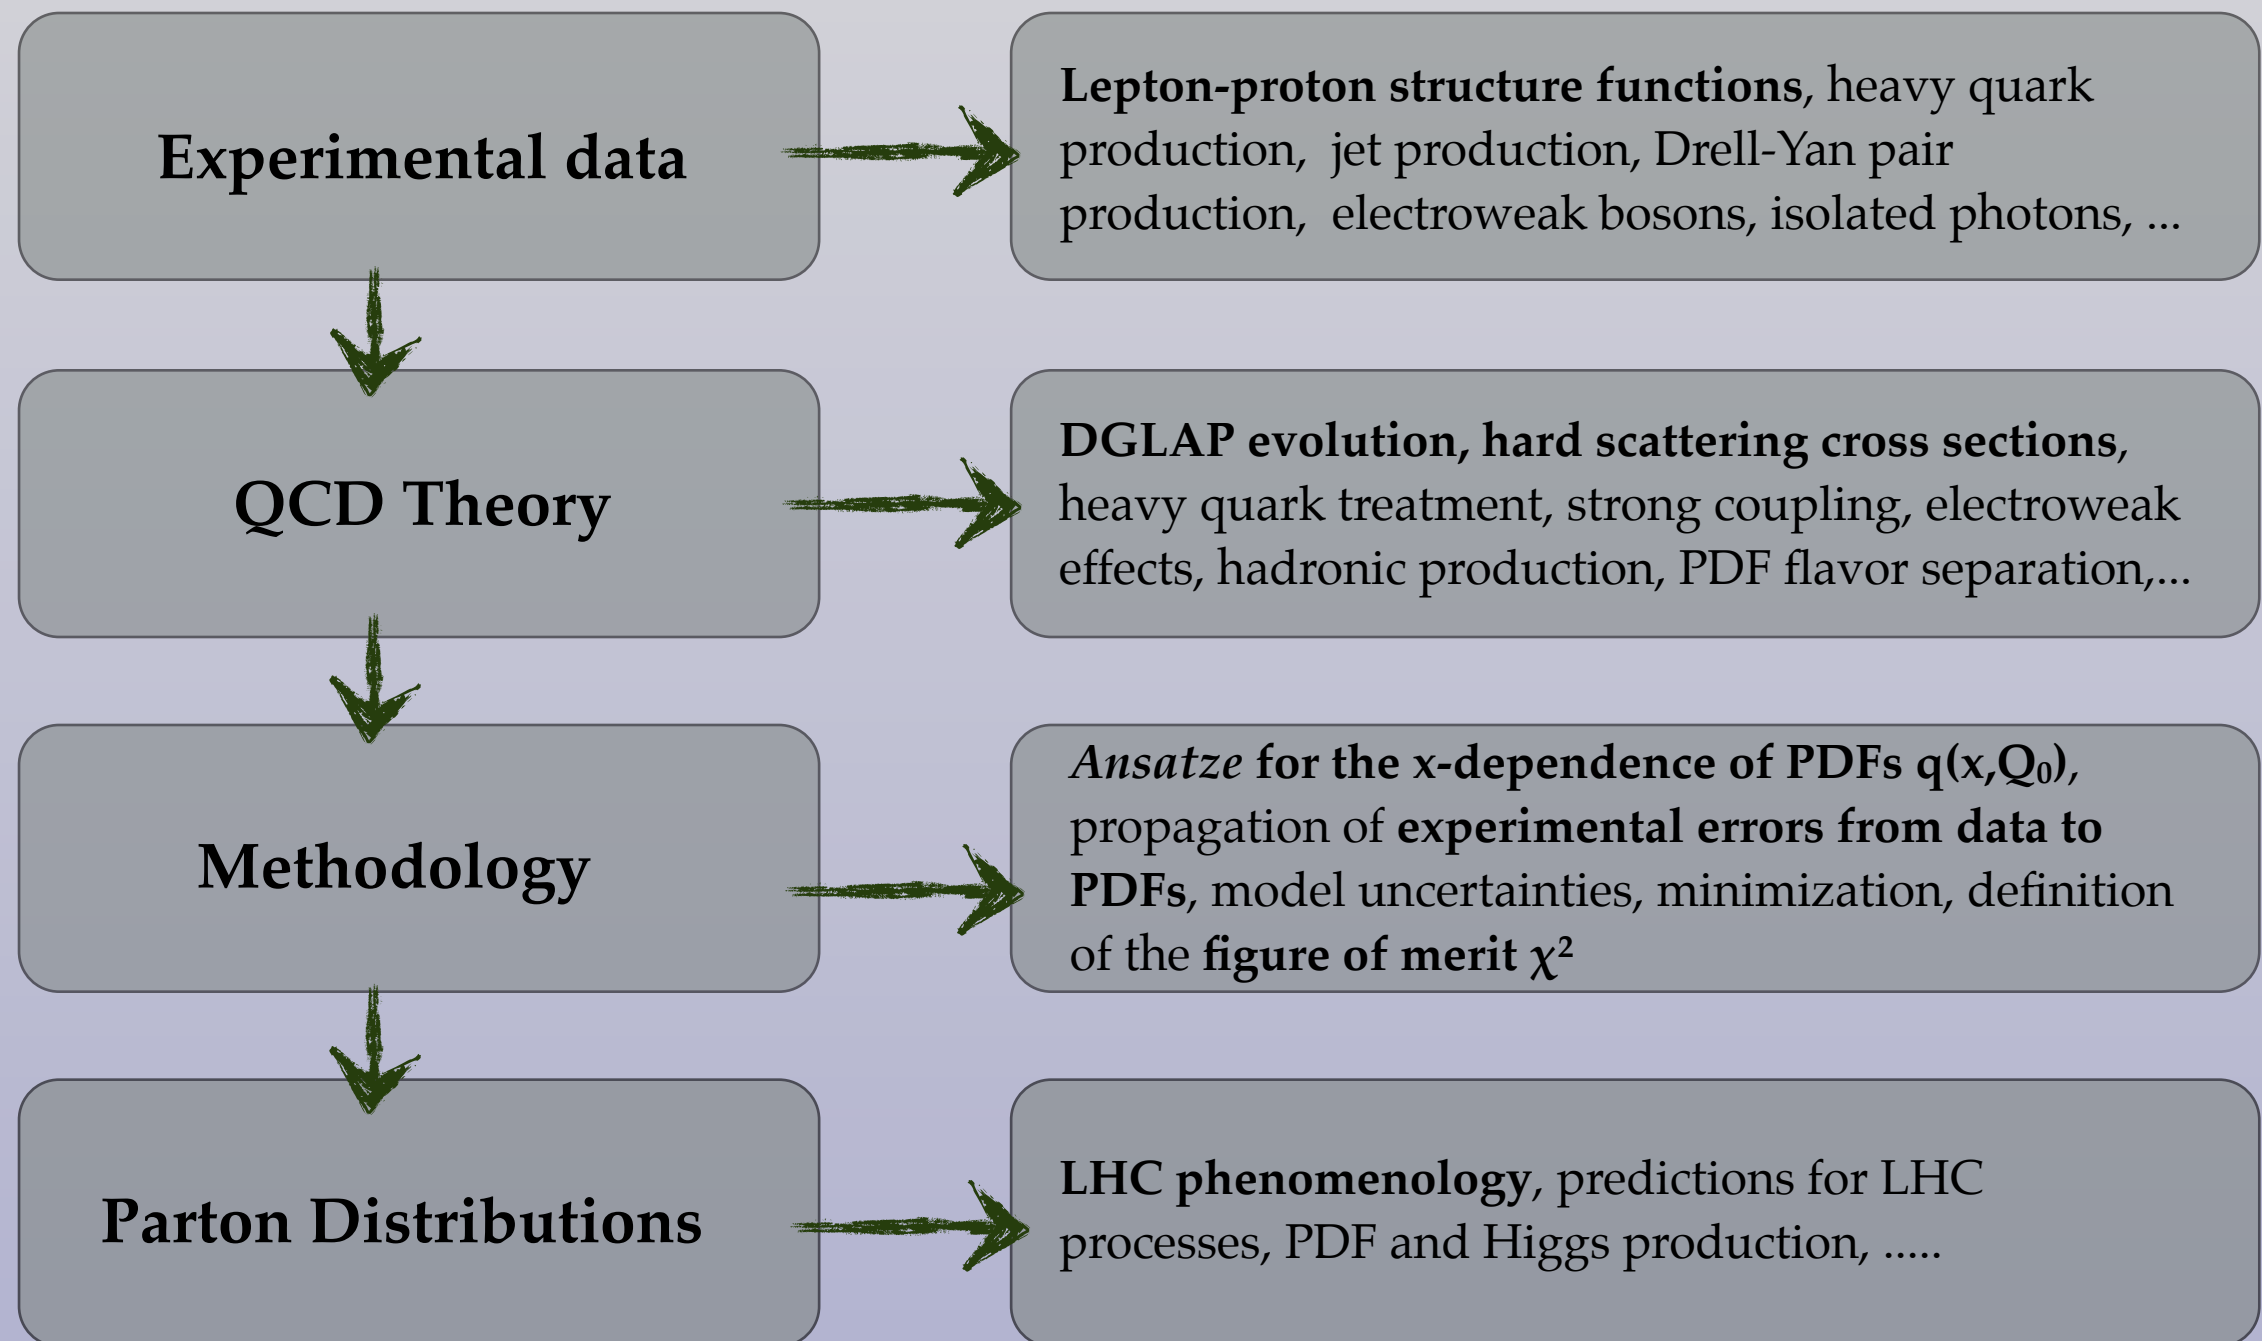 Experimental data
Lepton-proton structure functions, heavy quark
production,  jet production, Drell-Yan pair
production,  electroweak bosons, isolated photons, ...
QCD Theory
DGLAP evolution, hard scattering cross sections,
heavy quark treatment, strong coupling, electroweak
effects, hadronic production, PDF flavor separation,...
Methodology
Ansatze for the x-dependence of PDFs q(x,Q₀),
propagation of experimental errors from data to
PDFs, model uncertainties, minimization, definition
of the figure of merit χ²
Parton Distributions
LHC phenomenology, predictions for LHC
processes, PDF and Higgs production, .....